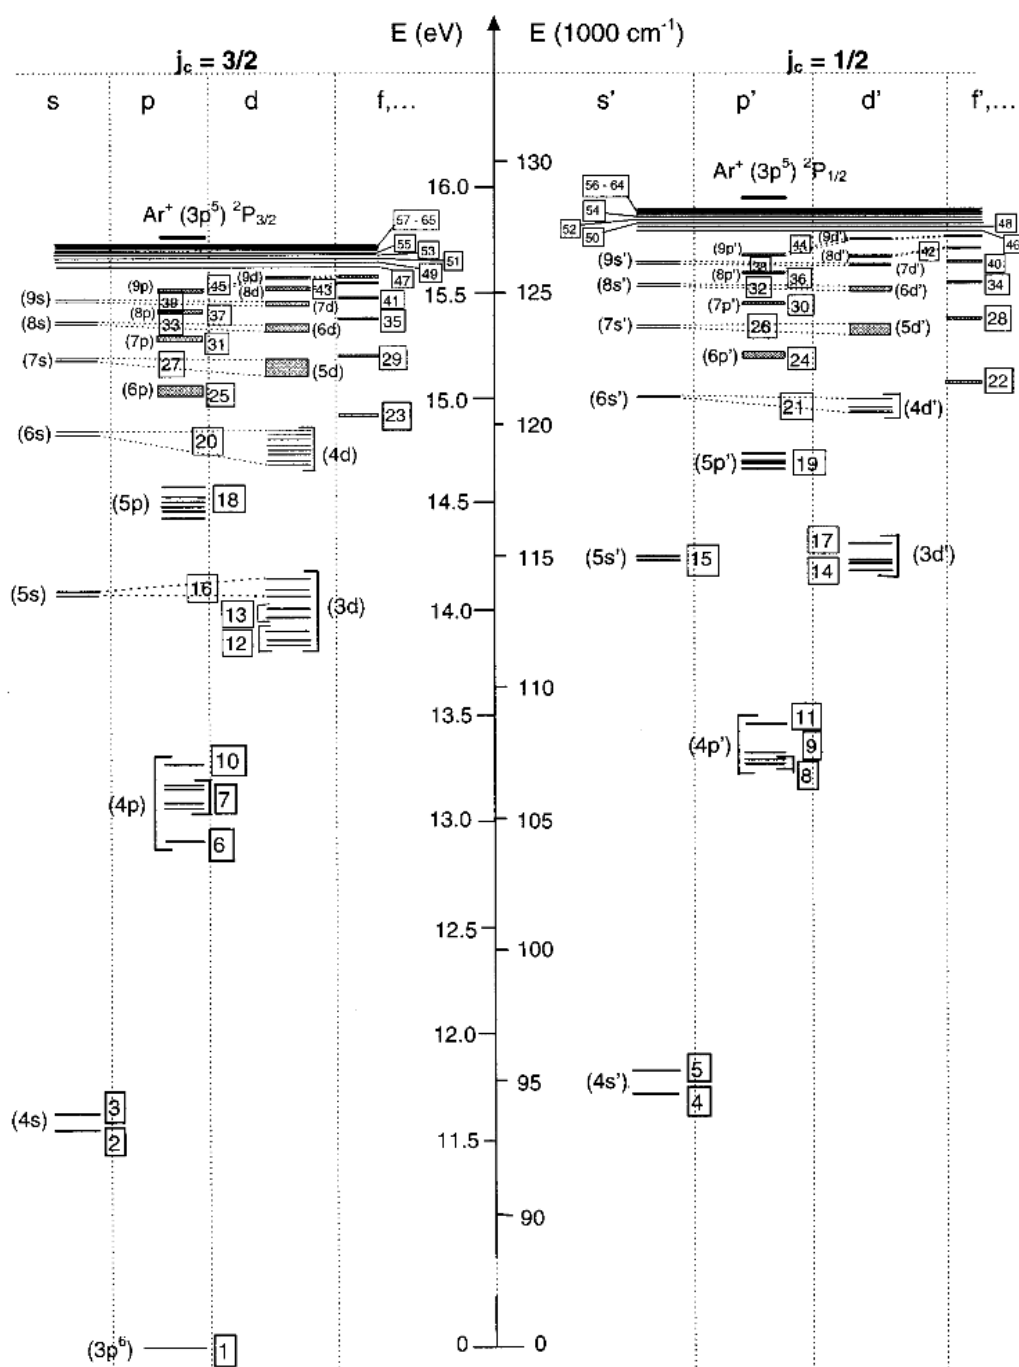 E (eV) E (1000 cm⁻¹)
j_c = 3/2 j_c = 1/2
s p d f,... s' p' d' f',...
130
Ar⁺ (3p⁵) ²P₁/₂
16.0
56 - 64
Ar⁺ (3p⁵) ²P₃/₂
57 - 65
54
55
53
52
50
51
48
46
49
(9p') 44 (9d')
(8d') 42
(9s) (9p) 45 (9d) 47
(8d) 43
15.5 125
(9s') 38 (7d') 40
(8p') 36 34
39 (7d) 41
(8s') 32 (6d')
(8p) 37
(7p') 30
(8s) 33 (6d) 35
(7s') 26 (5d') 28
(7p) 31
(7s) 27 (5d) 29
(6p') 24
22
(6p) 25
15.0
(6s') 21 (4d')
23
120
(6s) 20 (4d)
(5p') 19
(5p) 18
14.5
17
(3d')
115
(5s') 15
14
(5s) 16
14.0
(3d)
13
12
110
13.5
11
(4p') 9
8
10
(4p) 7
13.0 105
6
12.5
100
12.0
5
95
(4s')
4
(4s) 3
2
11.5
90
(3p⁶) 1
0 0